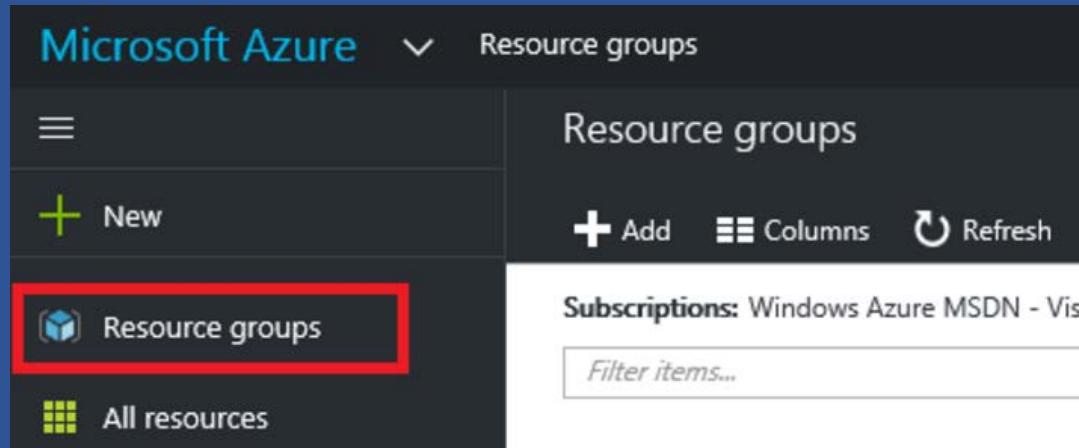 Microsoft Azure Resource groups
Resource groups
New
Add Columns Refresh
Resource groups
Subscriptions: Windows Azure MSDN - Vis
Filter items...
All resources